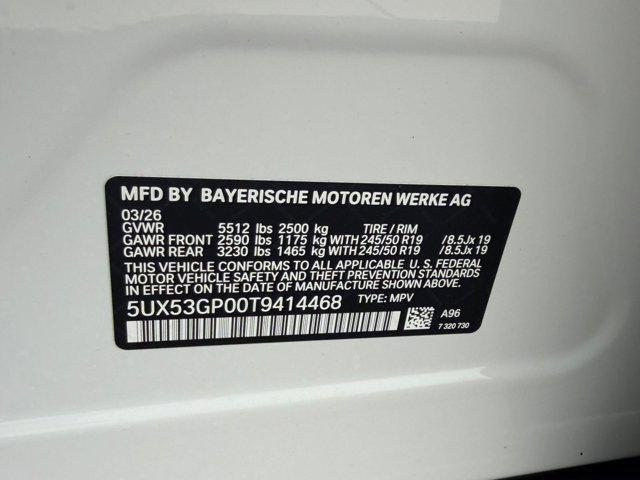 MFD BY BAYERISCHE MOTOREN WERKE AG
03/26
GVWR 5512 lbs 2500 kg TIRE / RIM
GAWR FRONT 2590 lbs 1175 kg WITH 245/50 R19 / 8.5Jx 19
GAWR REAR 3230 lbs 1465 kg WITH 245/50 R19 / 8.5Jx 19
THIS VEHICLE CONFORMS TO ALL APPLICABLE U. S. FEDERAL
MOTOR VEHICLE SAFETY AND THEFT PREVENTION STANDARDS
IN EFFECT ON THE DATE OF MANUFACTURE SHOWN ABOVE.
5UX53GP00T9414468 TYPE: MPV
A96
7 320 730